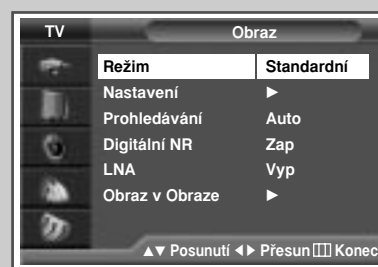 TV Obraz
Režim Standardní
Nastavení ►
Prohledávání Auto
Digitální NR Zap
LNA Vyp
Obraz v Obraze ►
▲▼ Posunutí ◄► Přesun Konec